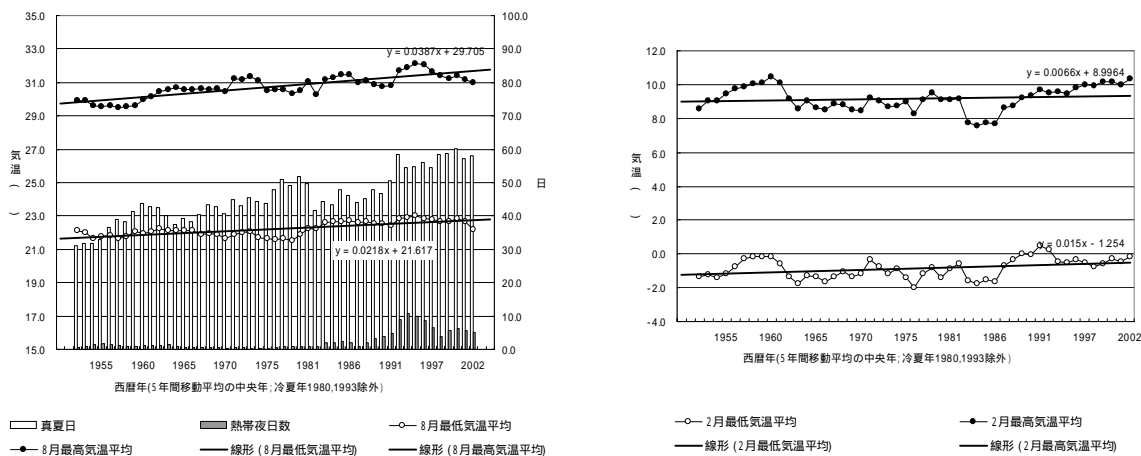 35.0
33.0
31.0
29.0
27.0
25.0
23.0
21.0
19.0
17.0
15.0
気温
(
(
100.0
90.0
80.0
70.0
60.0
50.0
40.0
30.0
20.0
10.0
0.0
日
y = 0.0387x + 29.705
y = 0.0218x + 21.617
1955 1960 1965 1970 1975 1981 1986 1991 1997 2002
西暦年(5年間移動平均の中央年;冷夏年1980,1993除外)
真夏日 熱帯夜日数 8月最低気温平均
8月最高気温平均 線形 (8月最低気温平均) 線形 (8月最高気温平均)
12.0
10.0
8.0
6.0
4.0
2.0
0.0
-2.0
-4.0
気温
(
(
y = 0.0066x + 8.9964
y = 0.015x - 1.254
1955 1960 1965 1970 1976 1981 1986 1991 1997 2002
西暦年(5年間移動平均の中央年;冷夏年1980,1993除外)
2月最低気温平均 2月最高気温平均
線形 (2月最低気温平均) 線形 (2月最高気温平均)